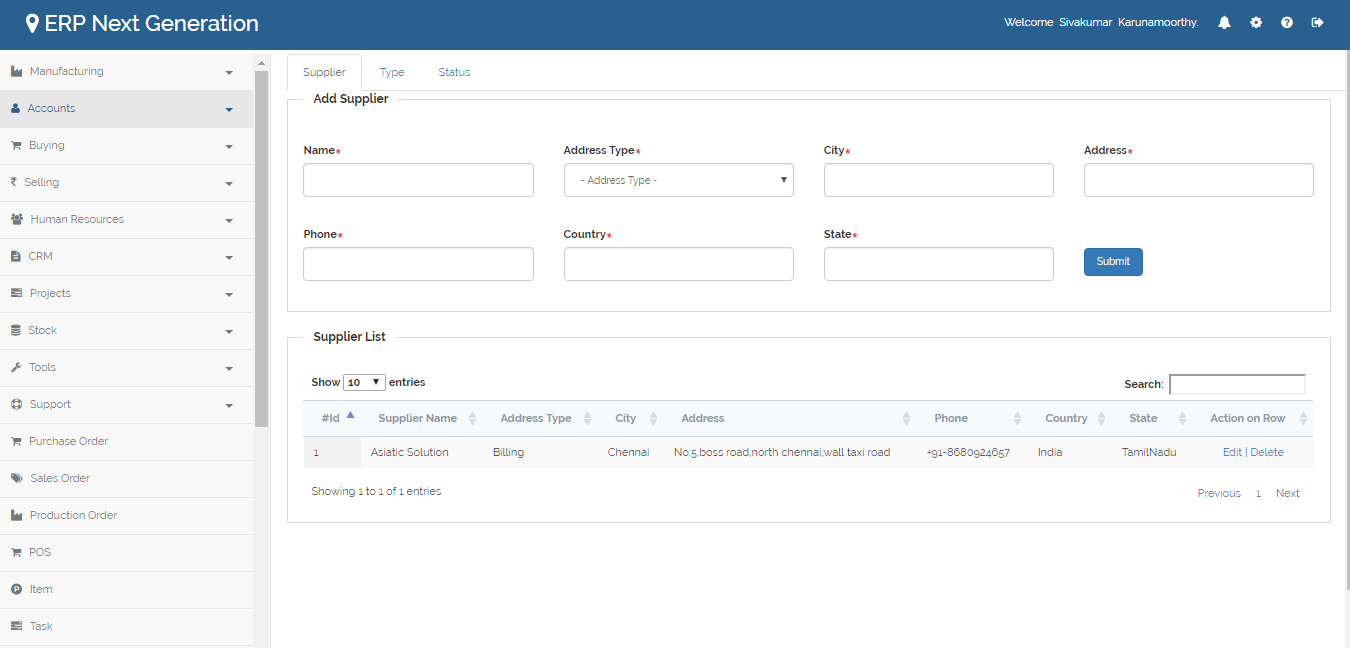 ERP Next Generation
Welcome Sivakumar Karunamoorthy.
Manufacturing
Accounts
Buying
₹ Selling
Human Resources
CRM
Projects
Stock
Tools
Support
Purchase Order
Sales Order
Production Order
POS
Item
Task
Supplier Type Status
Add Supplier
Name* Address Type* City* Address*
- Address Type -
Phone* Country* State*
Submit
Supplier List
Show 10 entries Search:
#Id Supplier Name Address Type City Address Phone Country State Action on Row
1 Asiatic Solution Billing Chennai No:5,boss road,north chennai,wall taxi road +91-8680924657 India TamilNadu Edit | Delete
Showing 1 to 1 of 1 entries Previous 1 Next